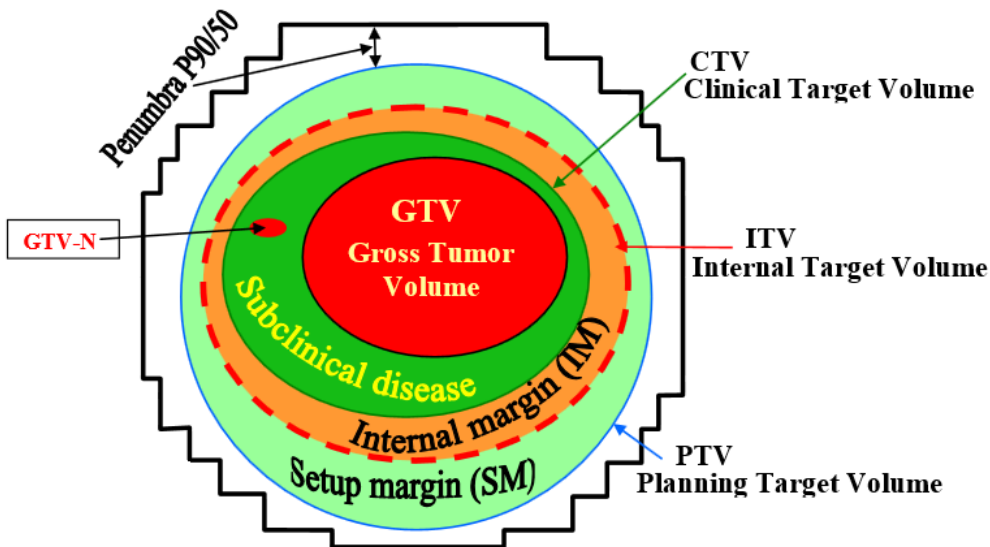 Penumbra P90/50
CTV
Clinical Target Volume
GTV
Gross Tumor
Volume
GTV-N
ITV
Internal Target Volume
Subclinical disease
Internal margin (IM)
Setup margin (SM)
PTV
Planning Target Volume